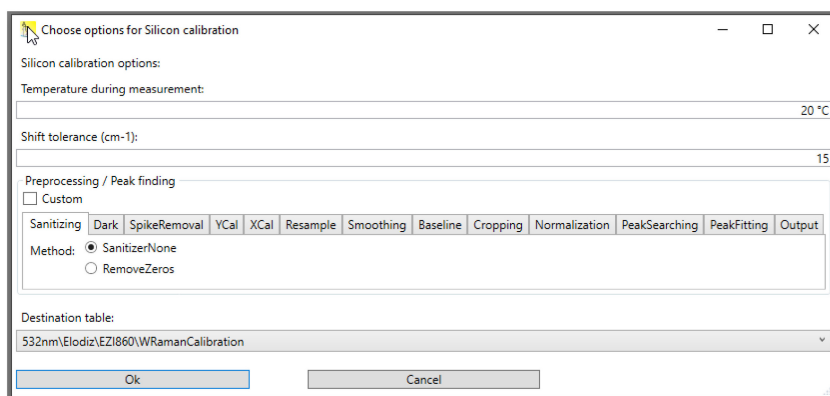 Choose options for Silicon calibration
Silicon calibration options:
Temperature during measurement:
20 °C
Shift tolerance (cm-1):
15
Preprocessing / Peak finding
Custom
Sanitizing Dark SpikeRemoval YCal XCal Resample Smoothing Baseline Cropping Normalization PeakSearching PeakFitting Output
Method: SanitizerNone
RemoveZeros
Destination table:
532nm\Elodiz\EZI860\WRamanCalibration
Ok Cancel